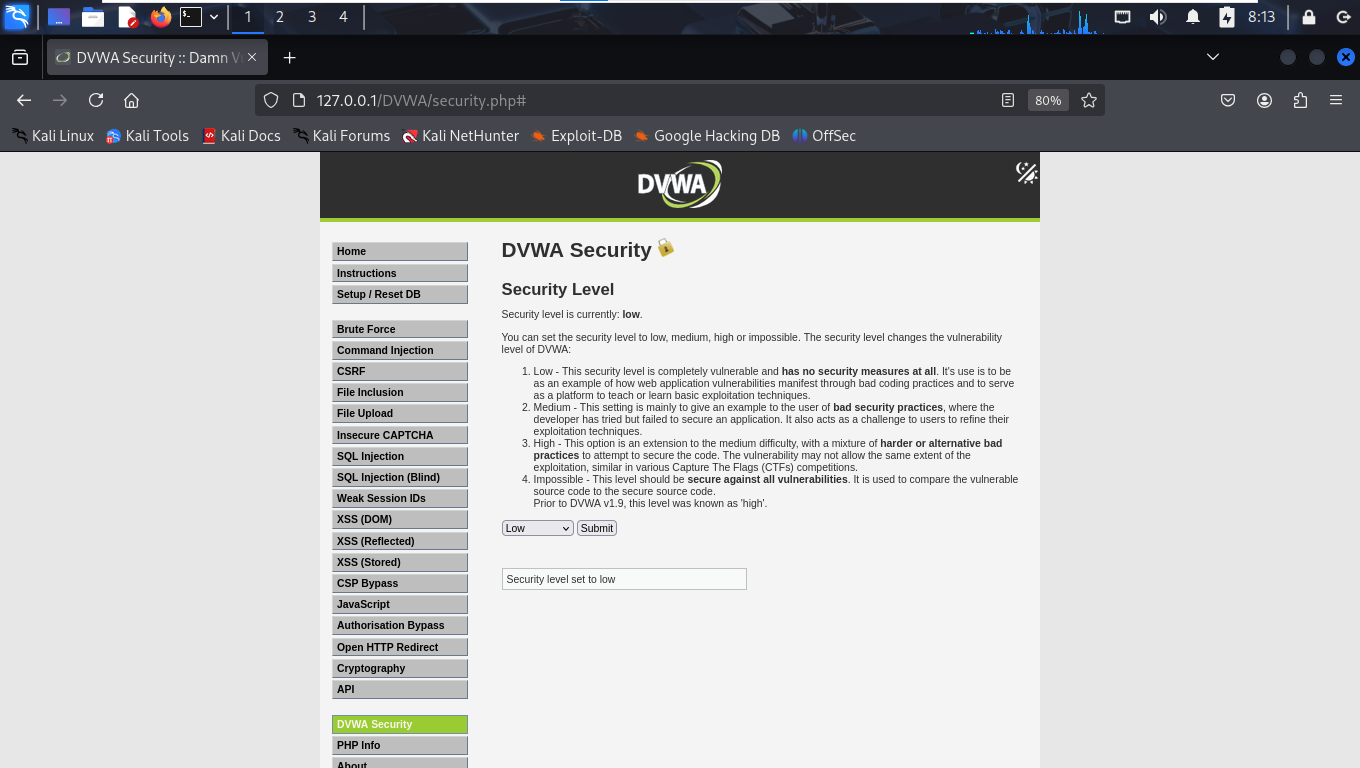 1 2 3 4
8:13
DVWA Security :: Damn V
127.0.0.1/DVWA/security.php#
80%
Kali Linux Kali Tools Kali Docs Kali Forums Kali NetHunter Exploit-DB Google Hacking DB OffSec
DVWA
Home
Instructions
Setup / Reset DB
Brute Force
Command Injection
CSRF
File Inclusion
File Upload
Insecure CAPTCHA
SQL Injection
SQL Injection (Blind)
Weak Session IDs
XSS (DOM)
XSS (Reflected)
XSS (Stored)
CSP Bypass
JavaScript
Authorisation Bypass
Open HTTP Redirect
Cryptography
API
DVWA Security
PHP Info
About
DVWA Security
Security Level
Security level is currently: low.
You can set the security level to low, medium, high or impossible. The security level changes the vulnerability
level of DVWA:
1. Low - This security level is completely vulnerable and has no security measures at all. It's use is to be
as an example of how web application vulnerabilities manifest through bad coding practices and to serve
as a platform to teach or learn basic exploitation techniques.
2. Medium - This setting is mainly to give an example to the user of bad security practices, where the
developer has tried but failed to secure an application. It also acts as a challenge to users to refine their
exploitation techniques.
3. High - This option is an extension to the medium difficulty, with a mixture of harder or alternative bad
practices to attempt to secure the code. The vulnerability may not allow the same extent of the
exploitation, similar in various Capture The Flags (CTFs) competitions.
4. Impossible - This level should be secure against all vulnerabilities. It is used to compare the vulnerable
source code to the secure source code.
Prior to DVWA v1.9, this level was known as 'high'.
Low Submit
Security level set to low